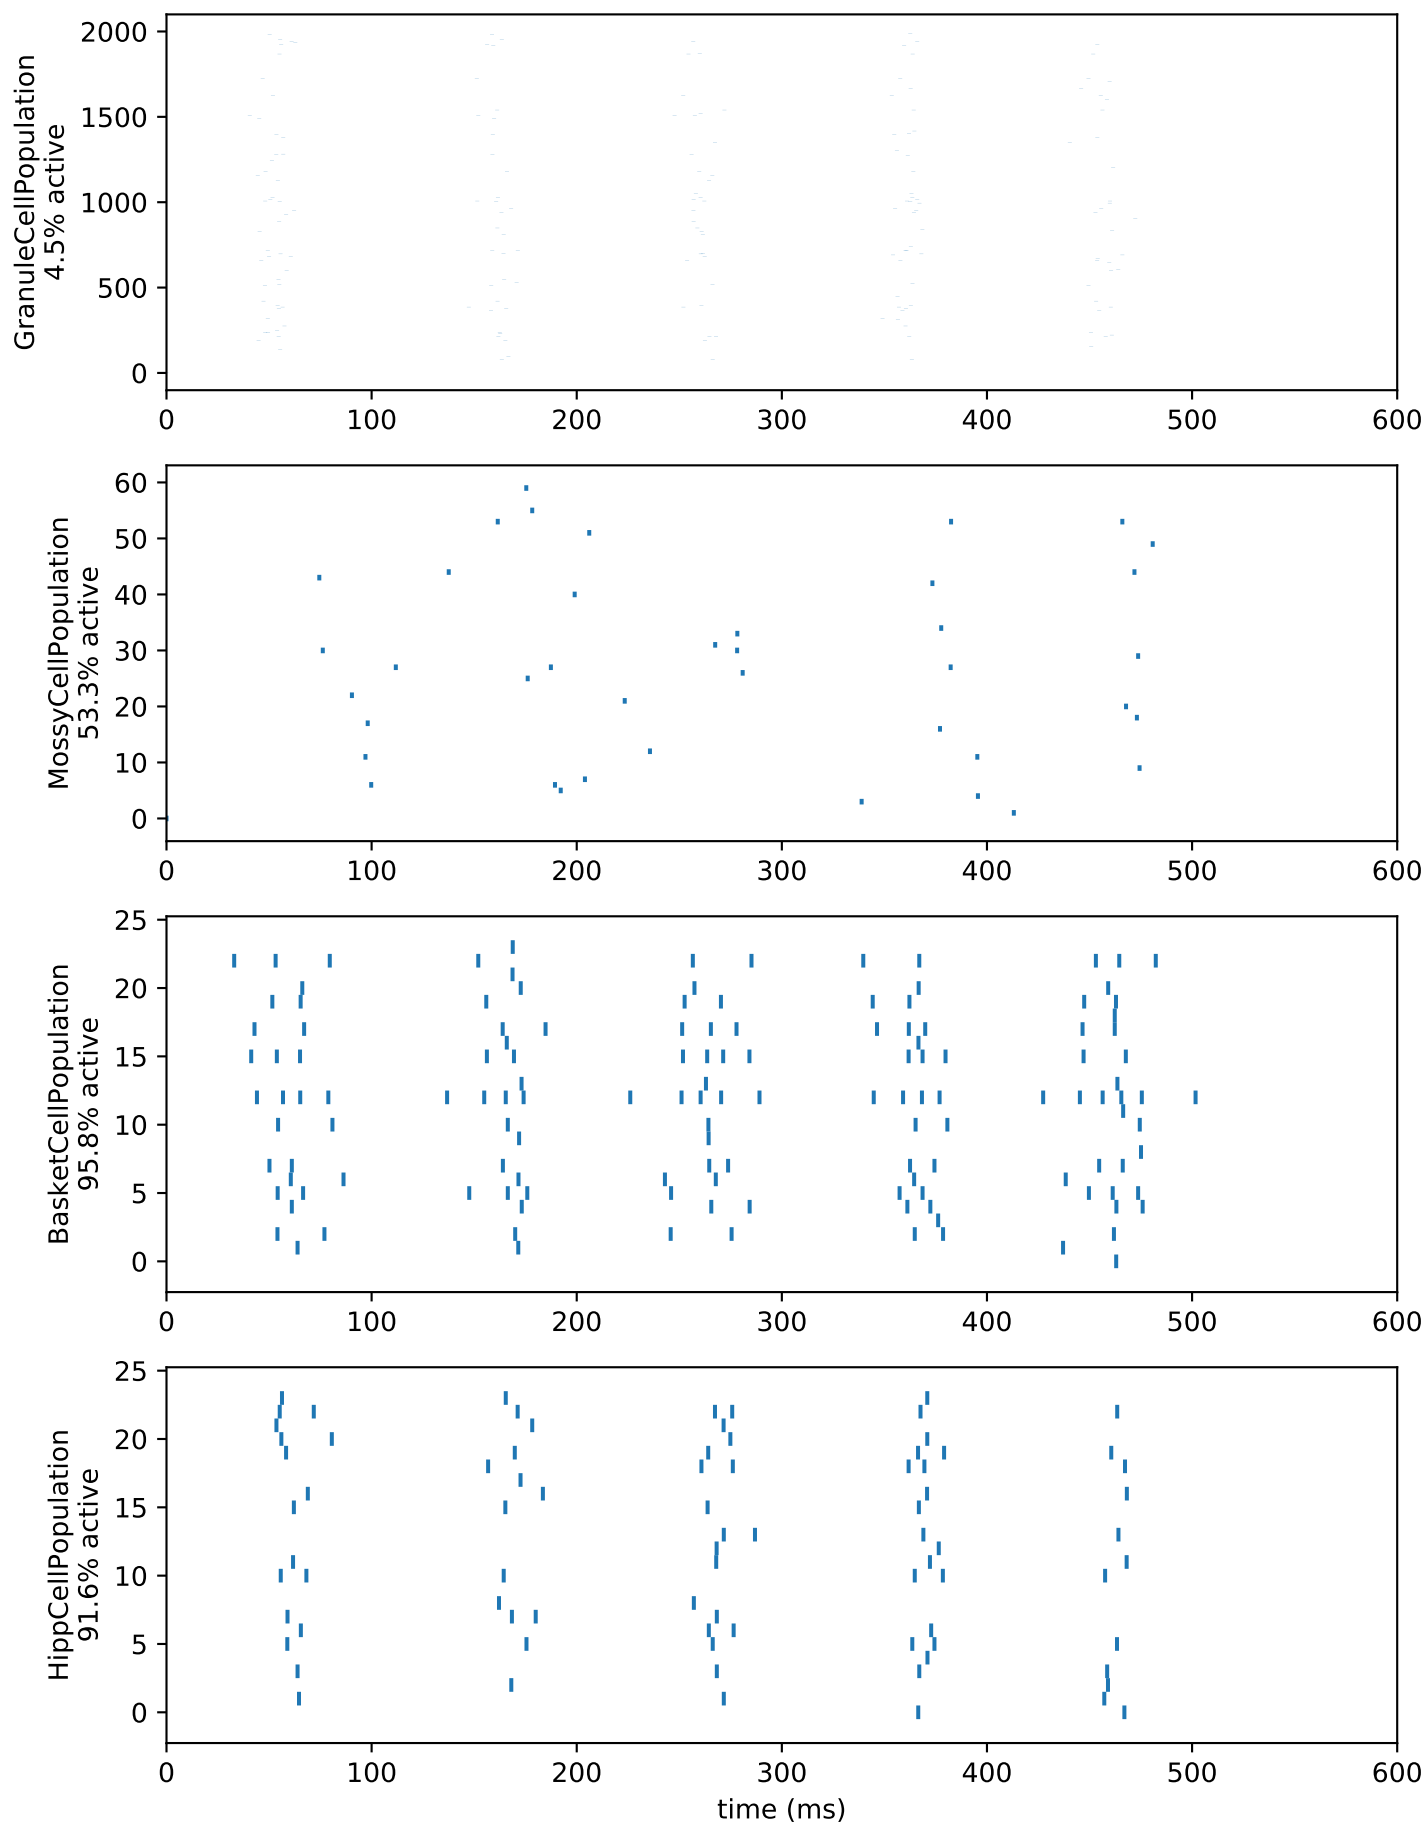 GranuleCellPopulation
4.5% active
2000
1500
1000
500
0
0 100 200 300 400 500 600
MossyCellPopulation
53.3% active
60
50
40
30
20
10
0
0 100 200 300 400 500 600
BasketCellPopulation
95.8% active
25
20
15
10
5
0
0 100 200 300 400 500 600
HippCellPopulation
91.6% active
25
20
15
10
5
0
0 100 200 300 400 500 600
time (ms)